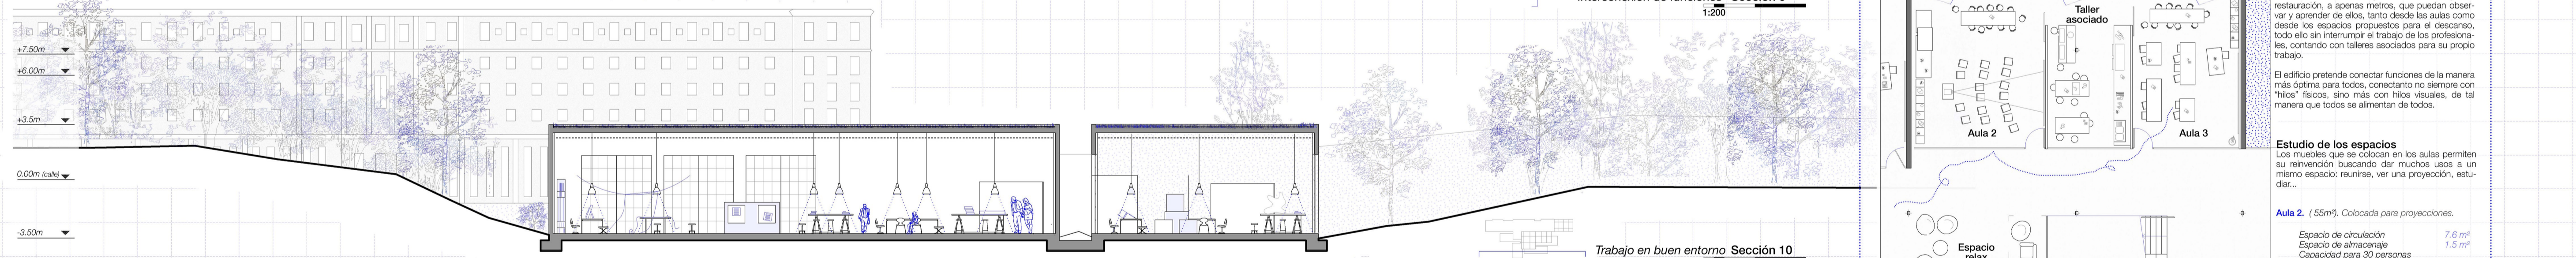 Interconexión de funciones Sección 9
1:200
+7.50m
+6.00m
+3.5m
0.00m (calle)
-3.50m
Trabajo en buen entorno Sección 10
Taller
asociado
Aula 2
Aula 3
Espacio
relax
restauración, a apenas metros, que puedan obser-
var y aprender de ellos, tanto desde las aulas como
desde los espacios propuestos para el descanso,
todo ello sin interrumpir el trabajo de los profesiona-
les, contando con talleres asociados para su propio
trabajo.
El edificio pretende conectar funciones de la manera
más óptima para todos, conectanto no siempre con
"hilos" físicos, sino más con hilos visuales, de tal
manera que todos se alimentan de todos.
Estudio de los espacios
Los muebles que se colocan en los aulas permiten
su reinvención buscando dar muchos usos a un
mismo espacio: reunirse, ver una proyección, estu-
diar...
Aula 2. ( 55m²). Colocada para proyecciones.
Espacio de circulación 7.6 m²
Espacio de almacenaje 1.5 m²
Capacidad para 30 personas